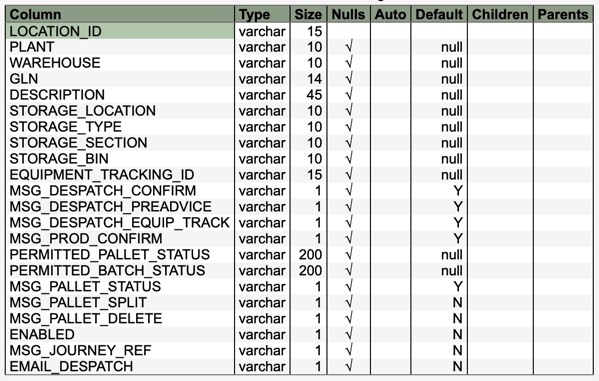 Column Type Size Nulls Auto Default Children Parents
LOCATION_ID varchar 15
PLANT varchar 10 √ null
WAREHOUSE varchar 10 √ null
GLN varchar 14 √ null
DESCRIPTION varchar 45 √ null
STORAGE_LOCATION varchar 10 √ null
STORAGE_TYPE varchar 10 √ null
STORAGE_SECTION varchar 10 √ null
STORAGE_BIN varchar 10 √ null
EQUIPMENT_TRACKING_ID varchar 15 √ null
MSG_DESPATCH_CONFIRM varchar 1 √ Y
MSG_DESPATCH_PREADVICE varchar 1 √ Y
MSG_DESPATCH_EQUIP_TRACK varchar 1 √ Y
MSG_PROD_CONFIRM varchar 1 √ Y
PERMITTED_PALLET_STATUS varchar 200 √ null
PERMITTED_BATCH_STATUS varchar 200 √ null
MSG_PALLET_STATUS varchar 1 √ Y
MSG_PALLET_SPLIT varchar 1 √ N
MSG_PALLET_DELETE varchar 1 √ N
ENABLED varchar 1 √ N
MSG_JOURNEY_REF varchar 1 √ N
EMAIL_DESPATCH varchar 1 √ N